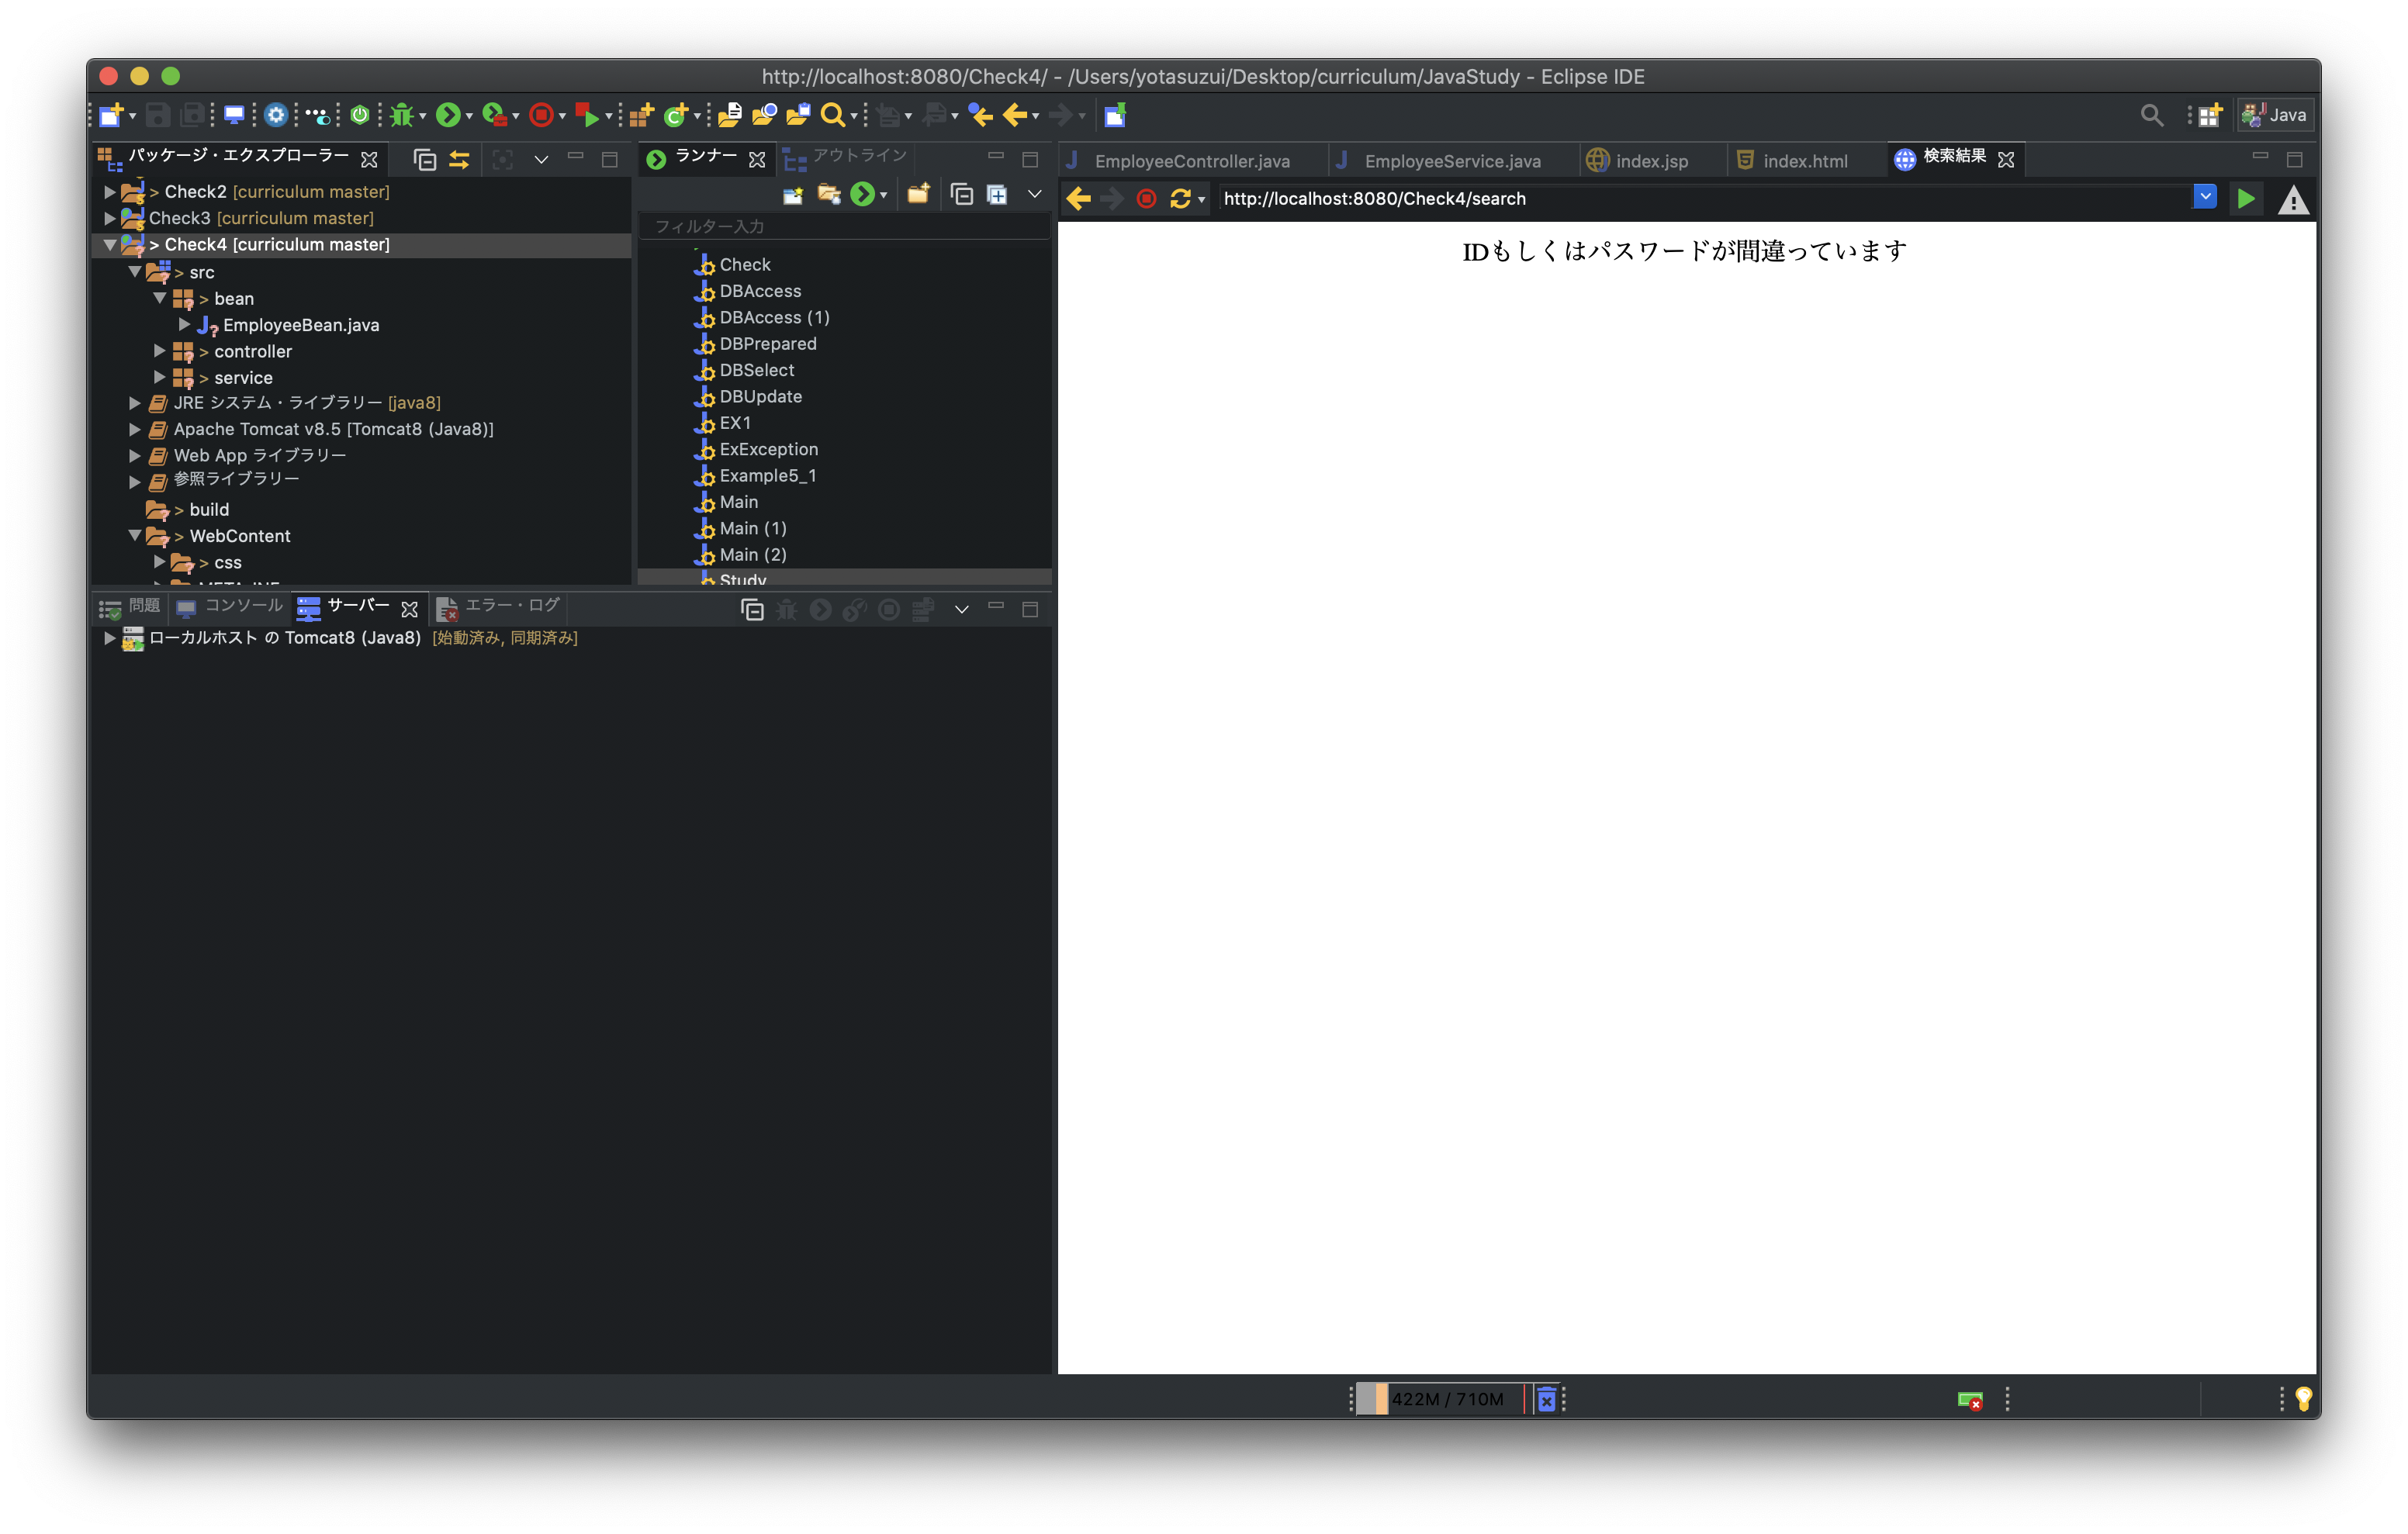 http://localhost:8080/Check4/ - /Users/yotasuzui/Desktop/curriculum/JavaStudy - Eclipse IDE
Java
パッケージ・エクスプローラー
> Check2 [curriculum master]
Check3 [curriculum master]
> Check4 [curriculum master]
> src
> bean
EmployeeBean.java
> controller
> service
JRE システム・ライブラリー [java8]
Apache Tomcat v8.5 [Tomcat8 (Java8)]
Web App ライブラリー
参照ライブラリー
> build
> WebContent
> css
ランナー
アウトライン
フィルター入力
Check
DBAccess
DBAccess (1)
DBPrepared
DBSelect
DBUpdate
EX1
ExException
Example5_1
Main
Main (1)
Main (2)
Study
EmployeeController.java
EmployeeService.java
index.jsp
index.html
検索結果
http://localhost:8080/Check4/search
IDもしくはパスワードが間違っています
問題
コンソール
サーバー
エラー・ログ
ローカルホスト の Tomcat8 (Java8) [始動済み, 同期済み]
422M / 710M